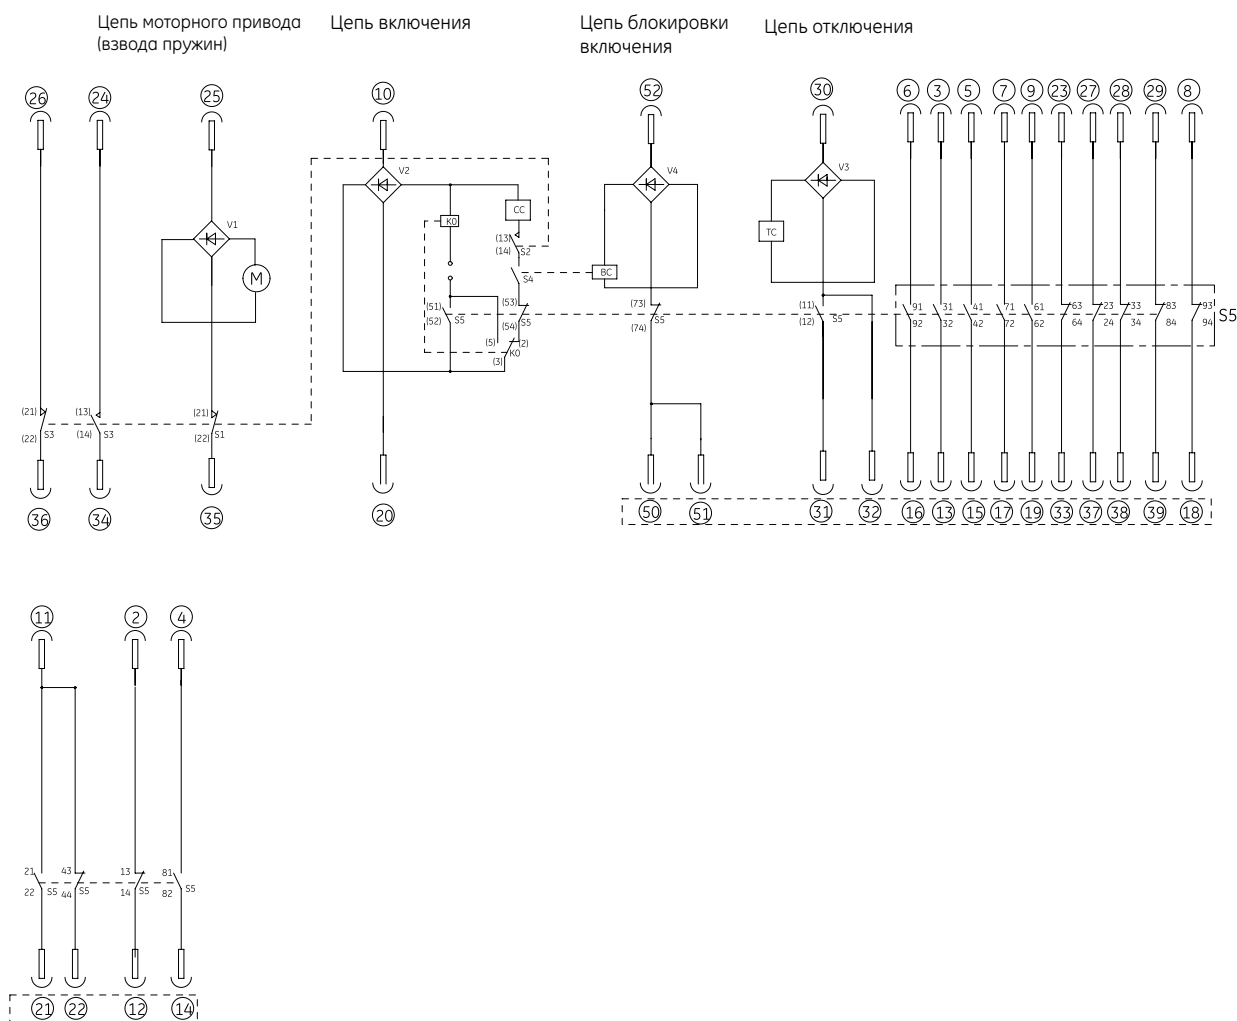 Цепь моторного привода
(взвода пружин)
Цепь включения
Цепь блокировки
включения
Цепь отключения
26 24 25 10 52 30 6 3 5 7 9 23 27 28 29 8
V1
M
V2
K0
CC
(13)
(14) S2
S4
(51)
(52) S5
(53)
(54) S5
(5) (2)
K0
(3)
V4
BC
(73)
(74) S5
V3
TC
(11)
(12) S5
91 31 41 71 61 63 23 33 83 93
92 32 42 72 62 64 24 34 84 94
S5
(21) (13) (21)
(22) S3 (14) S3 (22) S1
36 34 35 20 50 51 31 32 16 13 15 17 19 33 37 38 39 18
11 2 4
21 43 13 81
22 S5 44 S5 14 S5 82 S5
21 22 12 14